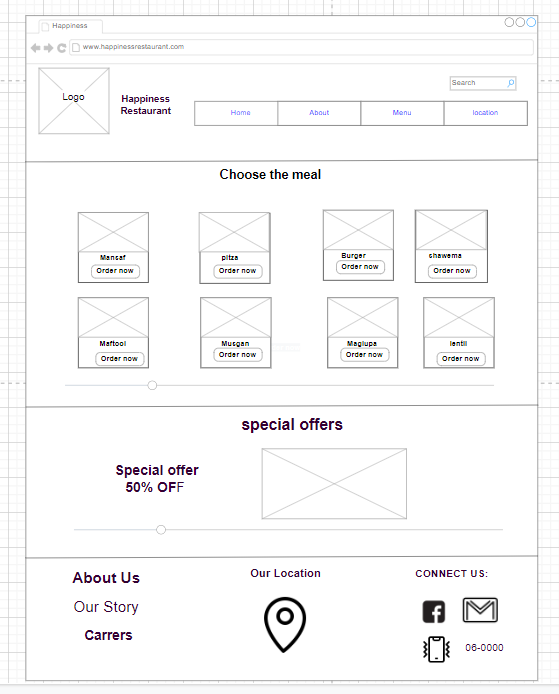 Happiness
www.happinessrestaurant.com
Logo
Happiness
Restaurant
Search
Home About Menu location
Choose the meal
Mansaf pitza Burger shawema
Order now Order now Order now Order now
Maftool Musgan Maglupa lentil
Order now Order now Order now Order now
special offers
Special offer
50% OFF
About Us
Our Story
Carrers
Our Location
CONNECT US:
06-0000